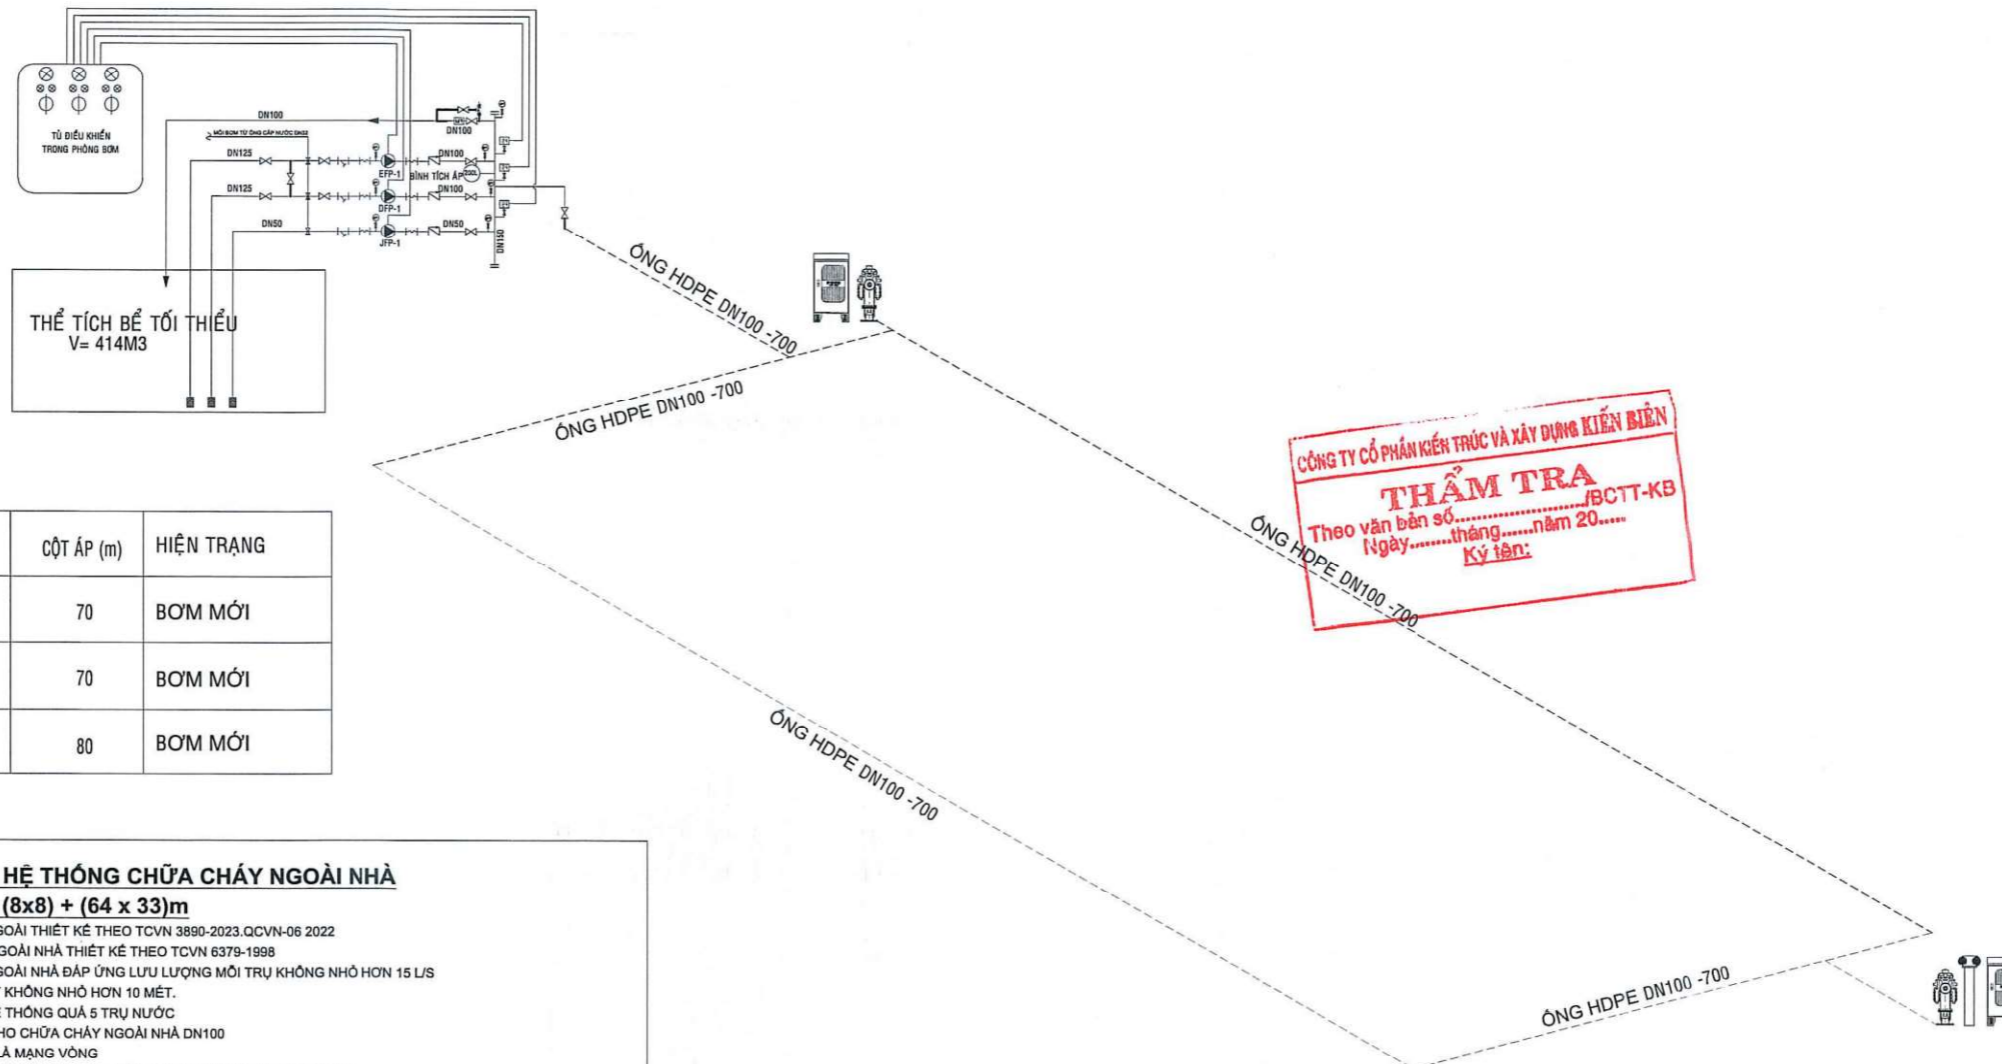 TỦ ĐIỀU KHIỂN
TRONG PHÒNG BƠM
DN100
DN100
MỒI BƠM TỪ ỐNG CẤP NƯỚC
DN125
DN100
EFP-1
BÌNH TÍCH ÁP
DN125
DN100
DFP-1
DN50
DN50
JFP-1
DN150
THỂ TÍCH BỂ TỐI THIỂU
V= 414M3
ỐNG HDPE DN100 -700
ỐNG HDPE DN100 -700
ỐNG HDPE DN100 -700
ỐNG HDPE DN100 -700
ỐNG HDPE DN100 -700
CÔNG TY CỔ PHẦN KIẾN TRÚC VÀ XÂY DỰNG KIẾN BIÊN
THẨM TRA
Theo văn bản số......................./BCTT-KB
Ngày........tháng......năm 20.....
Ký tên:
CỘT ÁP (m) HIỆN TRẠNG
70 BƠM MỚI
70 BƠM MỚI
80 BƠM MỚI
HỆ THỐNG CHỮA CHÁY NGOÀI NHÀ
(8x8) + (64 x 33)m
GOÀI THIẾT KẾ THEO TCVN 3890-2023.QCVN-06 2022
GOÀI NHÀ THIẾT KẾ THEO TCVN 6379-1998
GOÀI NHÀ ĐÁP ỨNG LƯU LƯỢNG MỖI TRỤ KHÔNG NHỎ HƠN 15 L/S
KHÔNG NHỎ HƠN 10 MÉT.
THỐNG QUÁ 5 TRỤ NƯỚC
HO CHỮA CHÁY NGOÀI NHÀ DN100
LÀ MẠNG VÒNG